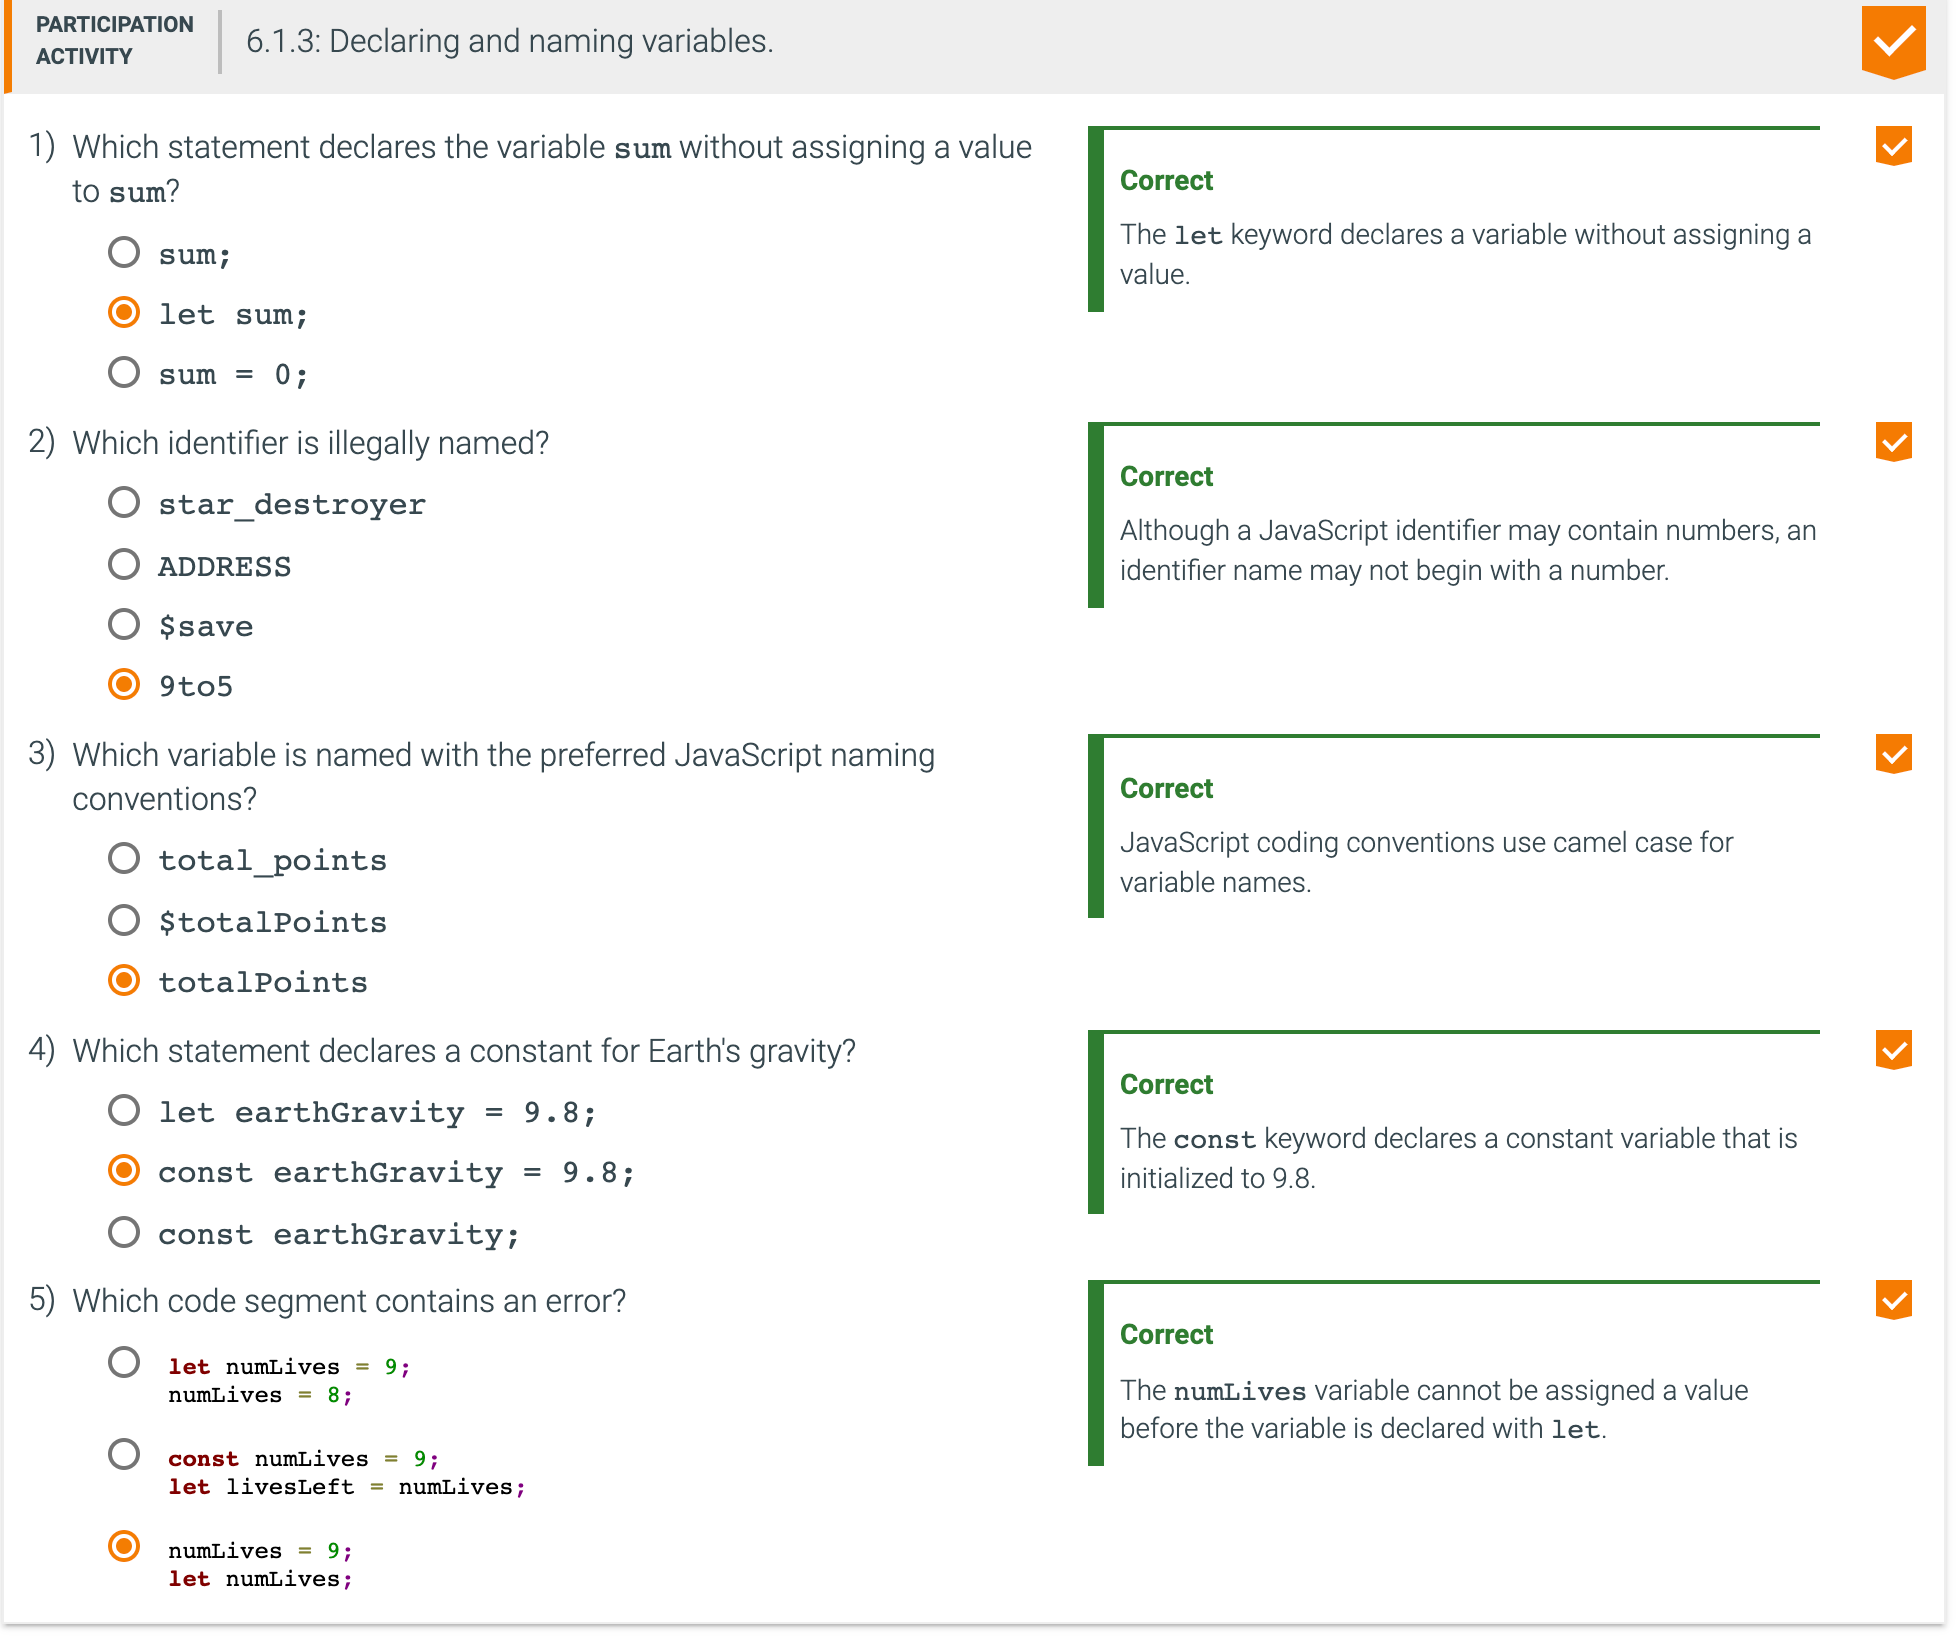 PARTICIPATION
ACTIVITY
6.1.3: Declaring and naming variables.
1) Which statement declares the variable sum without assigning a value
to sum?
sum;
let sum;
sum = 0;
Correct
The let keyword declares a variable without assigning a
value.
2) Which identifier is illegally named?
star_destroyer
ADDRESS
$save
9to5
Correct
Although a JavaScript identifier may contain numbers, an
identifier name may not begin with a number.
3) Which variable is named with the preferred JavaScript naming
conventions?
total_points
$totalPoints
totalPoints
Correct
JavaScript coding conventions use camel case for
variable names.
4) Which statement declares a constant for Earth's gravity?
let earthGravity = 9.8;
const earthGravity = 9.8;
const earthGravity;
Correct
The const keyword declares a constant variable that is
initialized to 9.8.
5) Which code segment contains an error?
let numLives = 9;
numLives = 8;
const numLives = 9;
let livesLeft = numLives;
numLives = 9;
let numLives;
Correct
The numLives variable cannot be assigned a value
before the variable is declared with let.